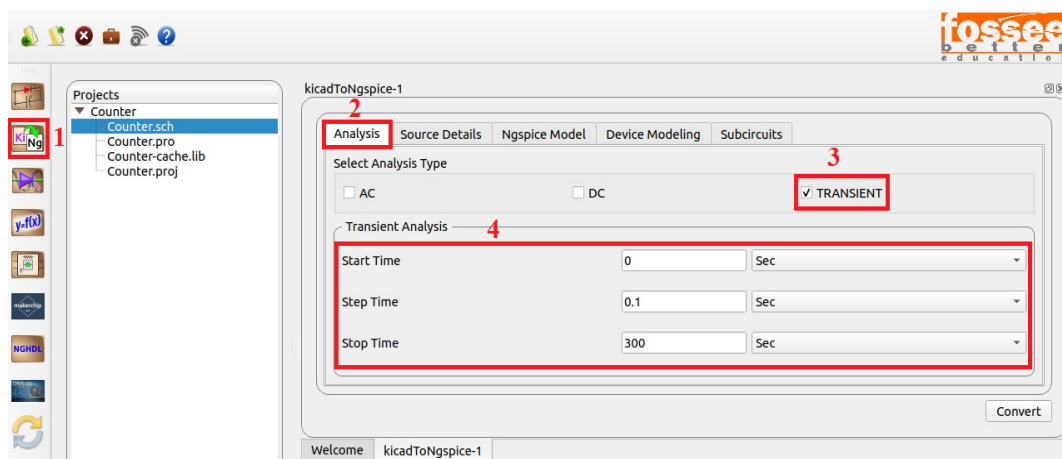 fossee
better
education
Projects
Counter
Counter.sch
Counter.pro
Counter-cache.lib
Counter.proj
Ki Ng
1
y=f(x)
makerchip
NGHDL
kicadToNgspice-1
2
Analysis Source Details Ngspice Model Device Modeling Subcircuits
Select Analysis Type
3
AC DC TRANSIENT
Transient Analysis
4
Start Time 0 Sec
Step Time 0.1 Sec
Stop Time 300 Sec
Convert
Welcome kicadToNgspice-1